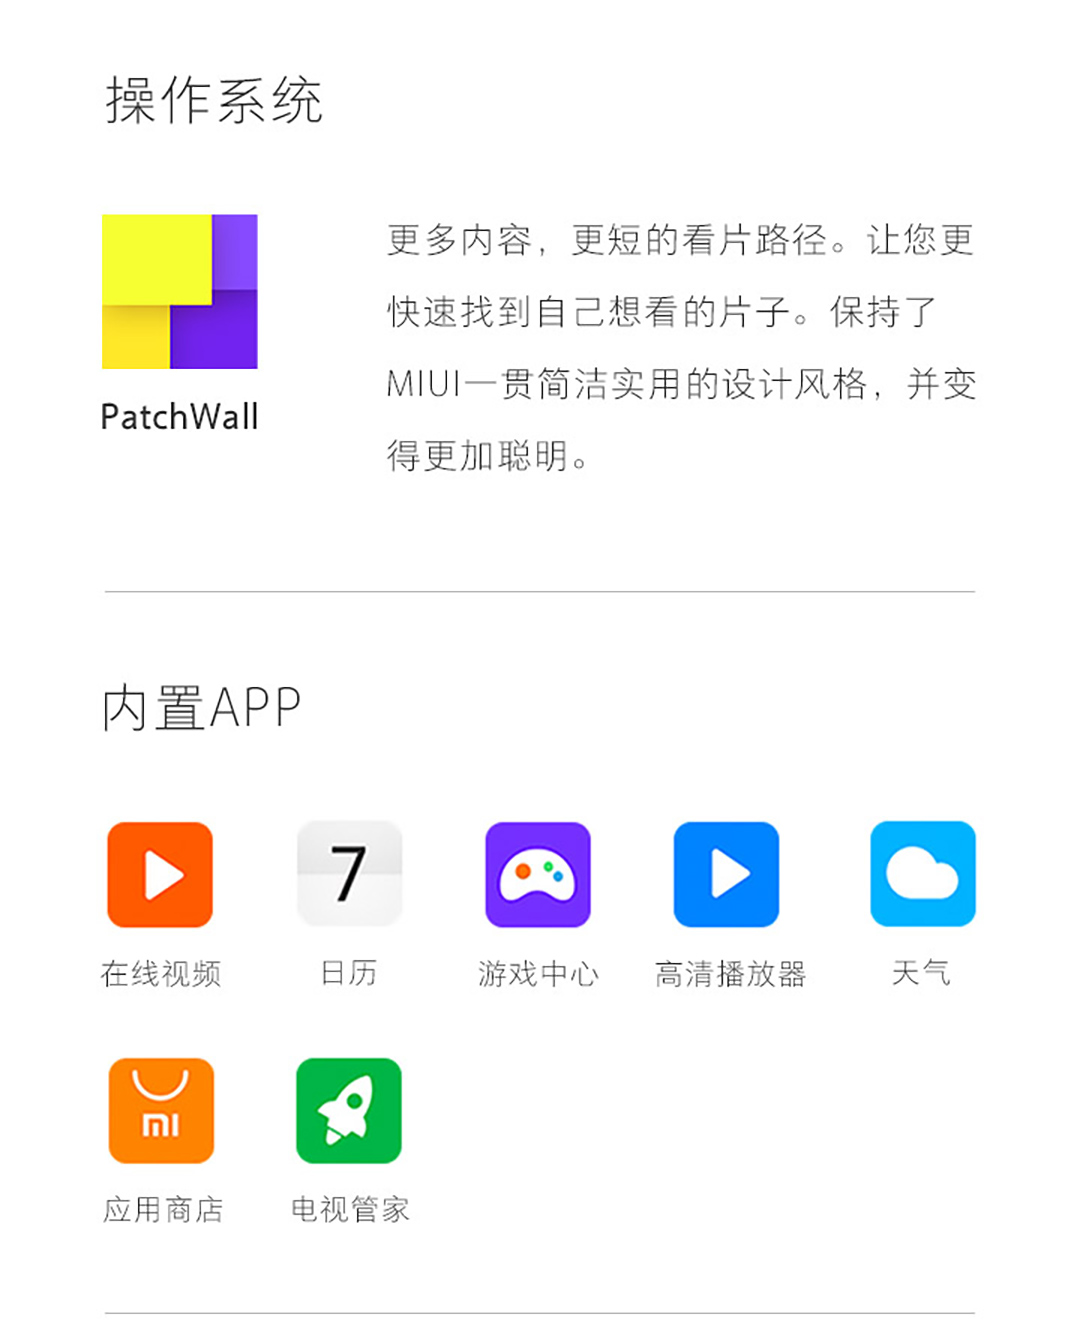 操作系统
更多内容，更短的看片路径。让您更
快速找到自己想看的片子。保持了
MIUI一贯简洁实用的设计风格，并变
得更加聪明。
PatchWall
内置APP
7
在线视频 日历 游戏中心 高清播放器 天气
mi
应用商店 电视管家